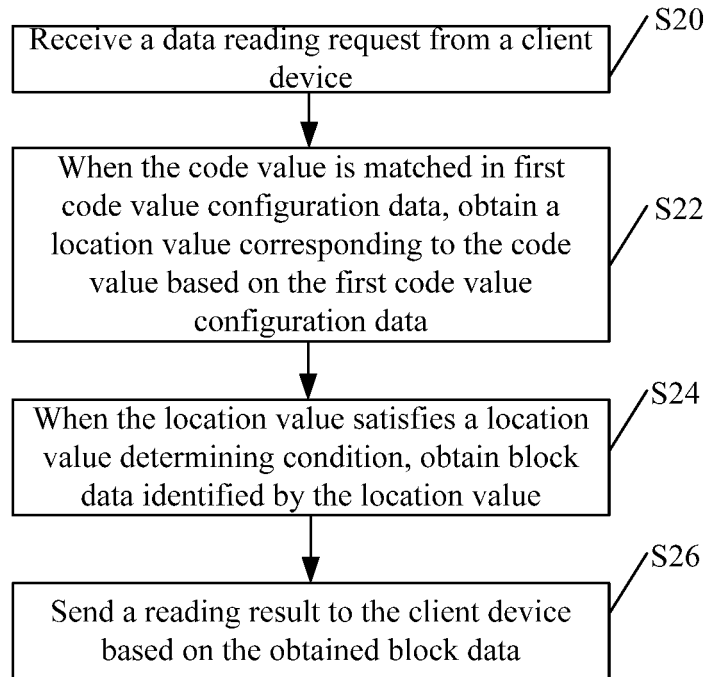 S20
Receive a data reading request from a client
device
S22
When the code value is matched in first
code value configuration data, obtain a
location value corresponding to the code
value based on the first code value
configuration data
S24
When the location value satisfies a location
value determining condition, obtain block
data identified by the location value
S26
Send a reading result to the client device
based on the obtained block data